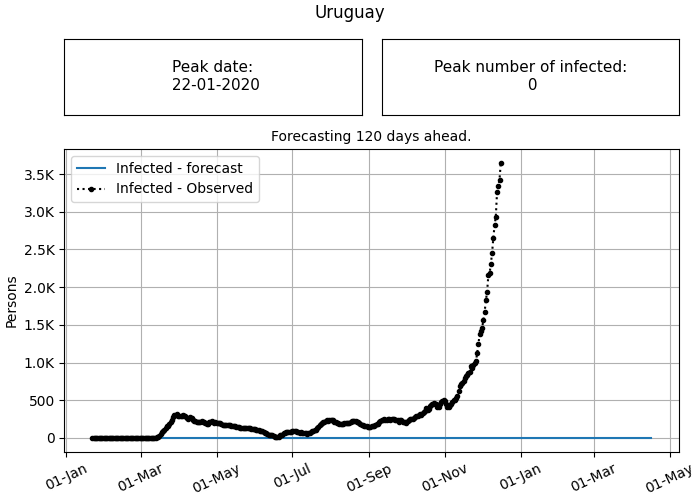 Uruguay
Peak date:
22-01-2020
Peak number of infected:
0
Forecasting 120 days ahead.
Infected - forecast
Infected - Observed
Persons
3.5K
3.0K
2.5K
2.0K
1.5K
1.0K
500
0
01-Jan
01-Mar
01-May
01-Jul
01-Sep
01-Nov
01-Jan
01-Mar
01-May